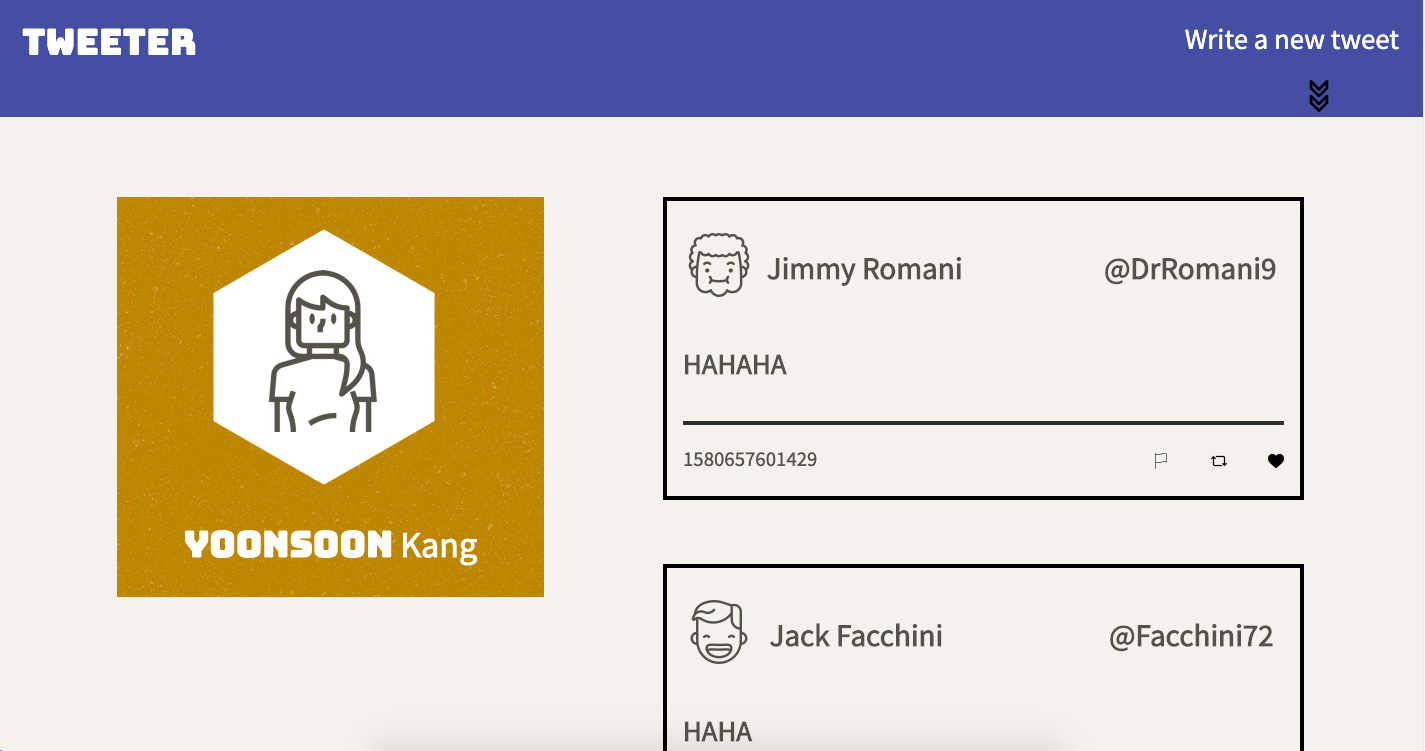 TWEETER
Write a new tweet
YOONSOON Kang
Jimmy Romani @DrRomani9
HAHAHA
1580657601429
Jack Facchini @Facchini72
HAHA